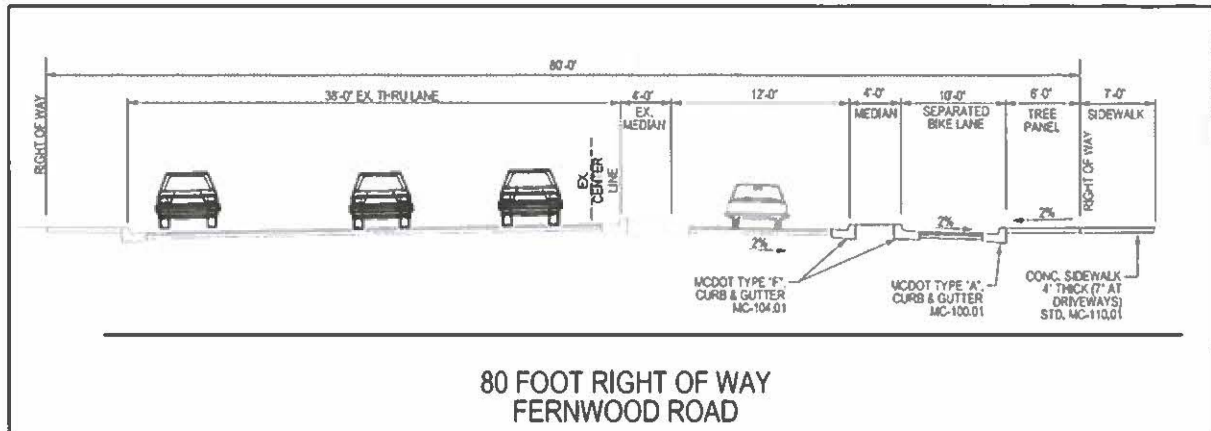 80'-0"
38'-0" EX. THRU LANE
4'-0"
EX.
MEDIAN
12'-0"
4'-0"
MEDIAN
10'-0"
SEPARATED
BIKE LANE
6'-0"
TREE
PANEL
7'-0"
SIDEWALK
RIGHT OF WAY
EX.
CENTER
LINE
RIGHT OF WAY
2%
2%
2%
MCDOT TYPE "F",
CURB & GUTTER
MC-104.01
MCDOT TYPE "A",
CURB & GUTTER
MC-100.01
CONC. SIDEWALK
4" THICK (7" AT
DRIVEWAYS)
STD. MC-110.01
80 FOOT RIGHT OF WAY
FERNWOOD ROAD